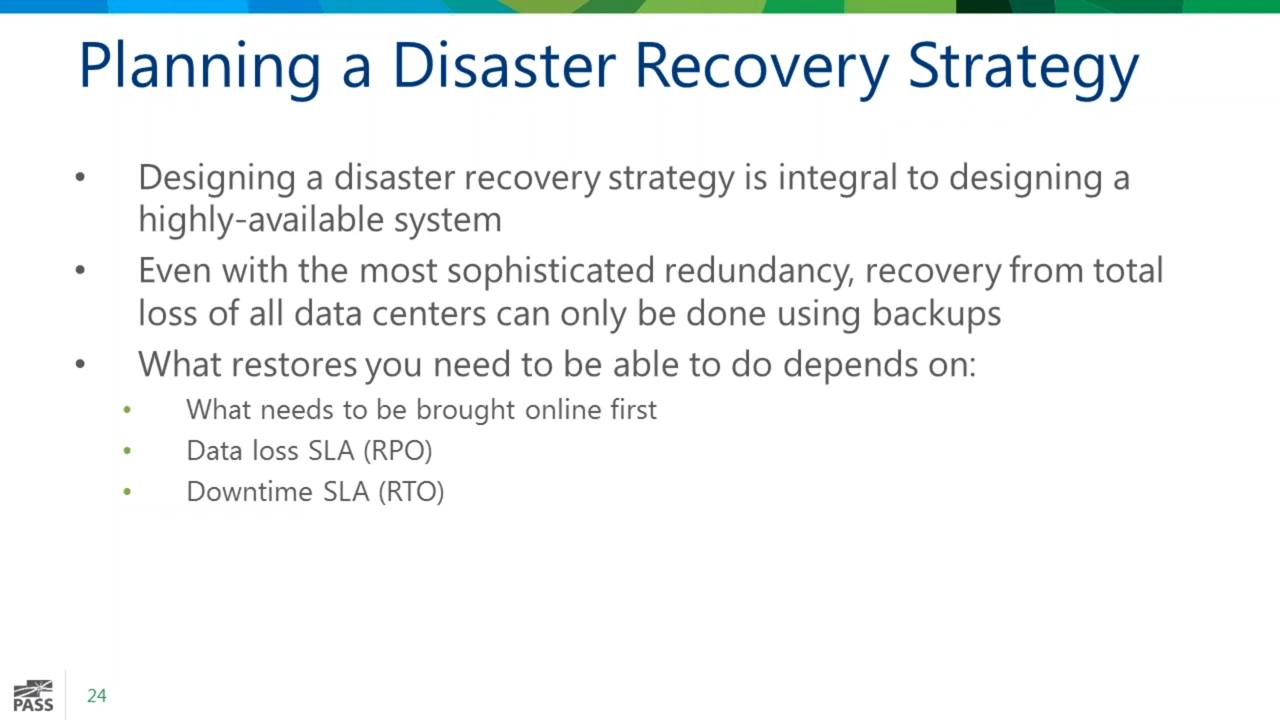 Planning a Disaster Recovery Strategy
• Designing a disaster recovery strategy is integral to designing a
highly-available system
• Even with the most sophisticated redundancy, recovery from total
loss of all data centers can only be done using backups
• What restores you need to be able to do depends on:
• What needs to be brought online first
• Data loss SLA (RPO)
• Downtime SLA (RTO)
PASS
24